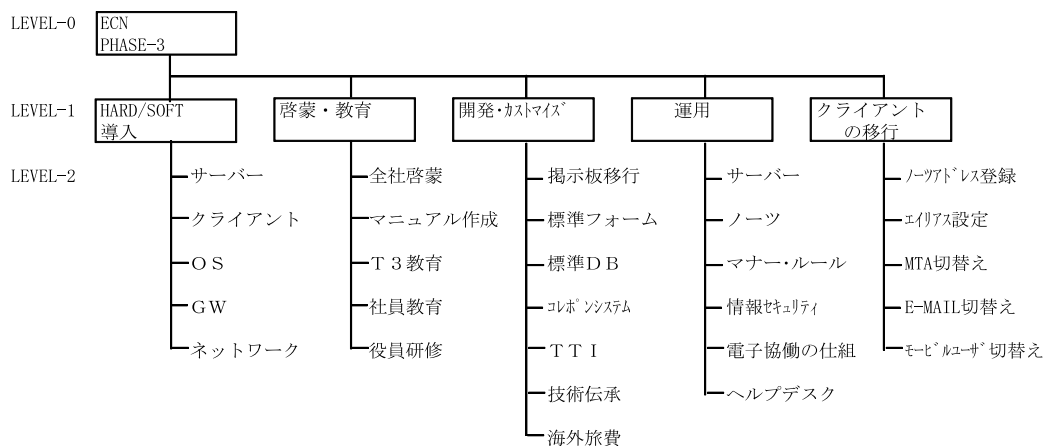 LEVEL-0
ECN
PHASE-3
LEVEL-1
HARD/SOFT
導入
啓蒙・教育
開発・ｶｽﾀﾏｲｽﾞ
運用
クライアント
の移行
LEVEL-2
サーバー
クライアント
ＯＳ
ＧＷ
ネットワーク
全社啓蒙
マニュアル作成
Ｔ３教育
社員教育
役員研修
掲示板移行
標準フォーム
標準ＤＢ
ｺﾚﾎﾟﾝｼｽﾃﾑ
ＴＴＩ
技術伝承
海外旅費
サーバー
ノーツ
マナー・ルール
情報ｾｷｭﾘﾃｨ
電子協働の仕組
ヘルプデスク
ﾉｰﾂｱﾄﾞﾚｽ登録
ｴｲﾘｱｽ設定
MTA切替え
E-MAIL切替え
ﾓｰﾋﾞﾙﾕｰｻﾞ切替え